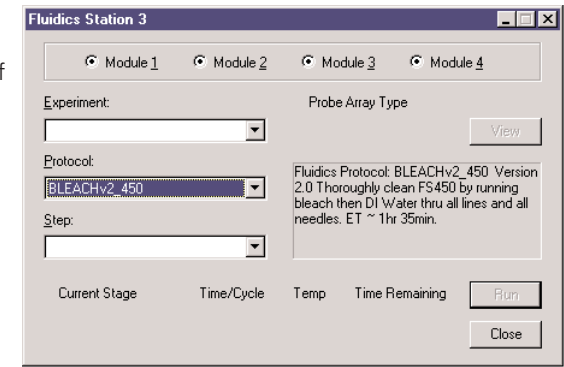 Fluidics Station 3
f
Module 1 Module 2 Module 3 Module 4
Experiment:
Probe Array Type
View
Protocol:
BLEACHv2_450
Fluidics Protocol: BLEACHv2_450 Version
2.0 Thoroughly clean FS450 by running
bleach then DI Water thru all lines and all
needles. ET ~ 1hr 35min.
Step:
Current Stage Time/Cycle Temp Time Remaining Run
Close